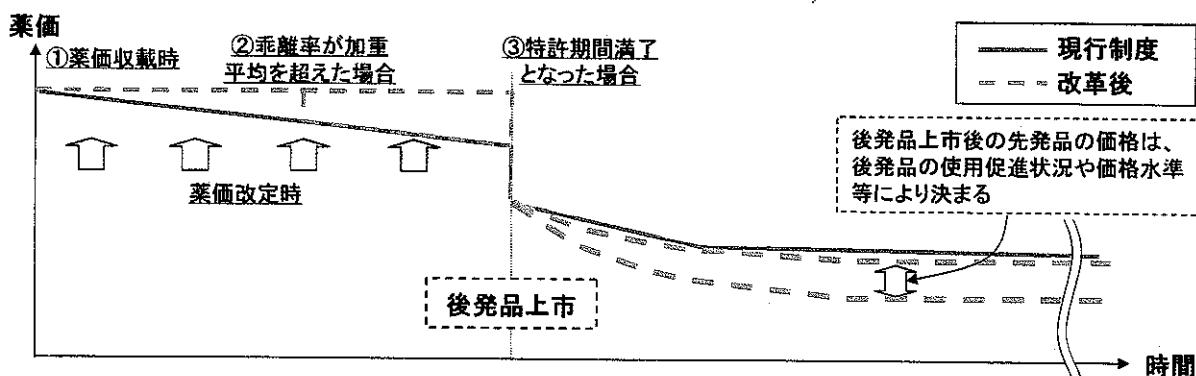 薬価
①薬価収載時
②乖離率が加重
平均を超えた場合
③特許期間満了
となった場合
現行制度
改革後
後発品上市後の先発品の価格は、
後発品の使用促進状況や価格水準
等により決まる
薬価改定時
後発品上市
時間